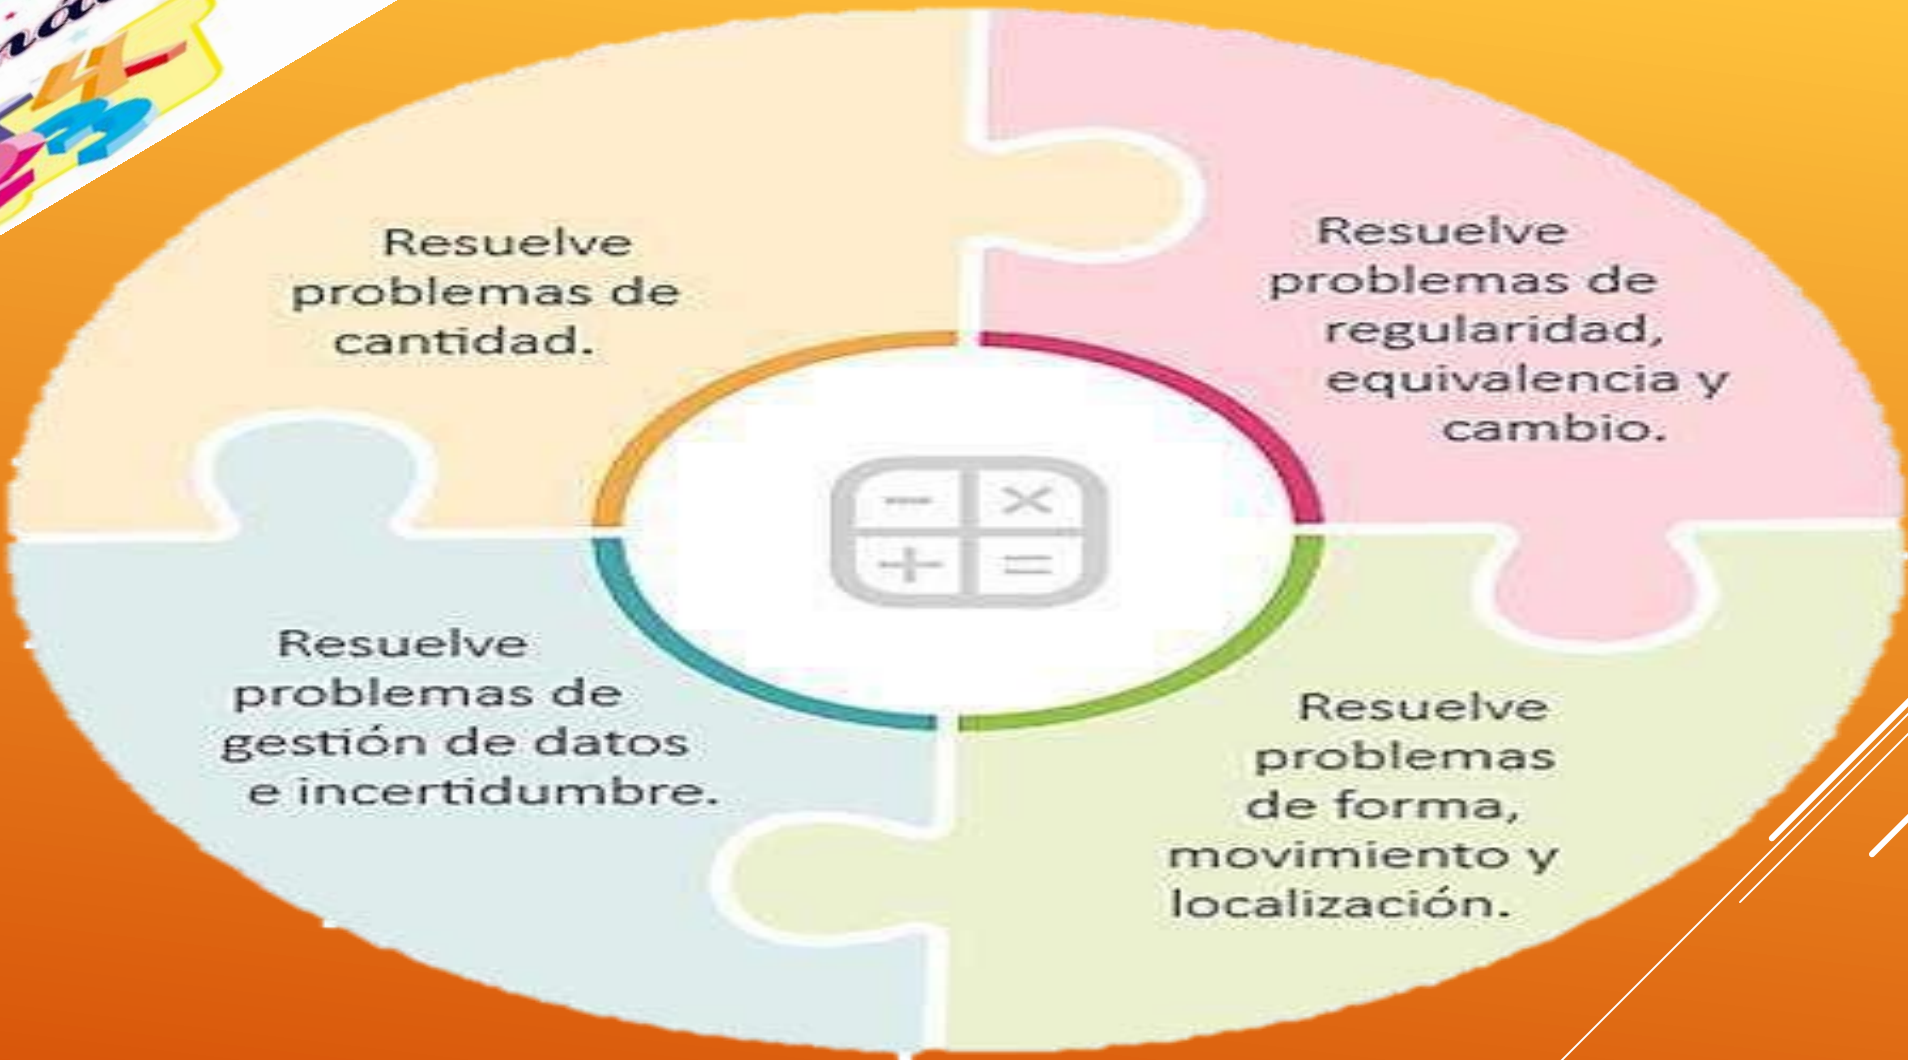 Resuelve
problemas de
cantidad.
Resuelve
problemas de
regularidad,
equivalencia y
cambio.
Resuelve
problemas de
gestión de datos
e incertidumbre.
Resuelve
problemas
de forma,
movimiento y
localización.